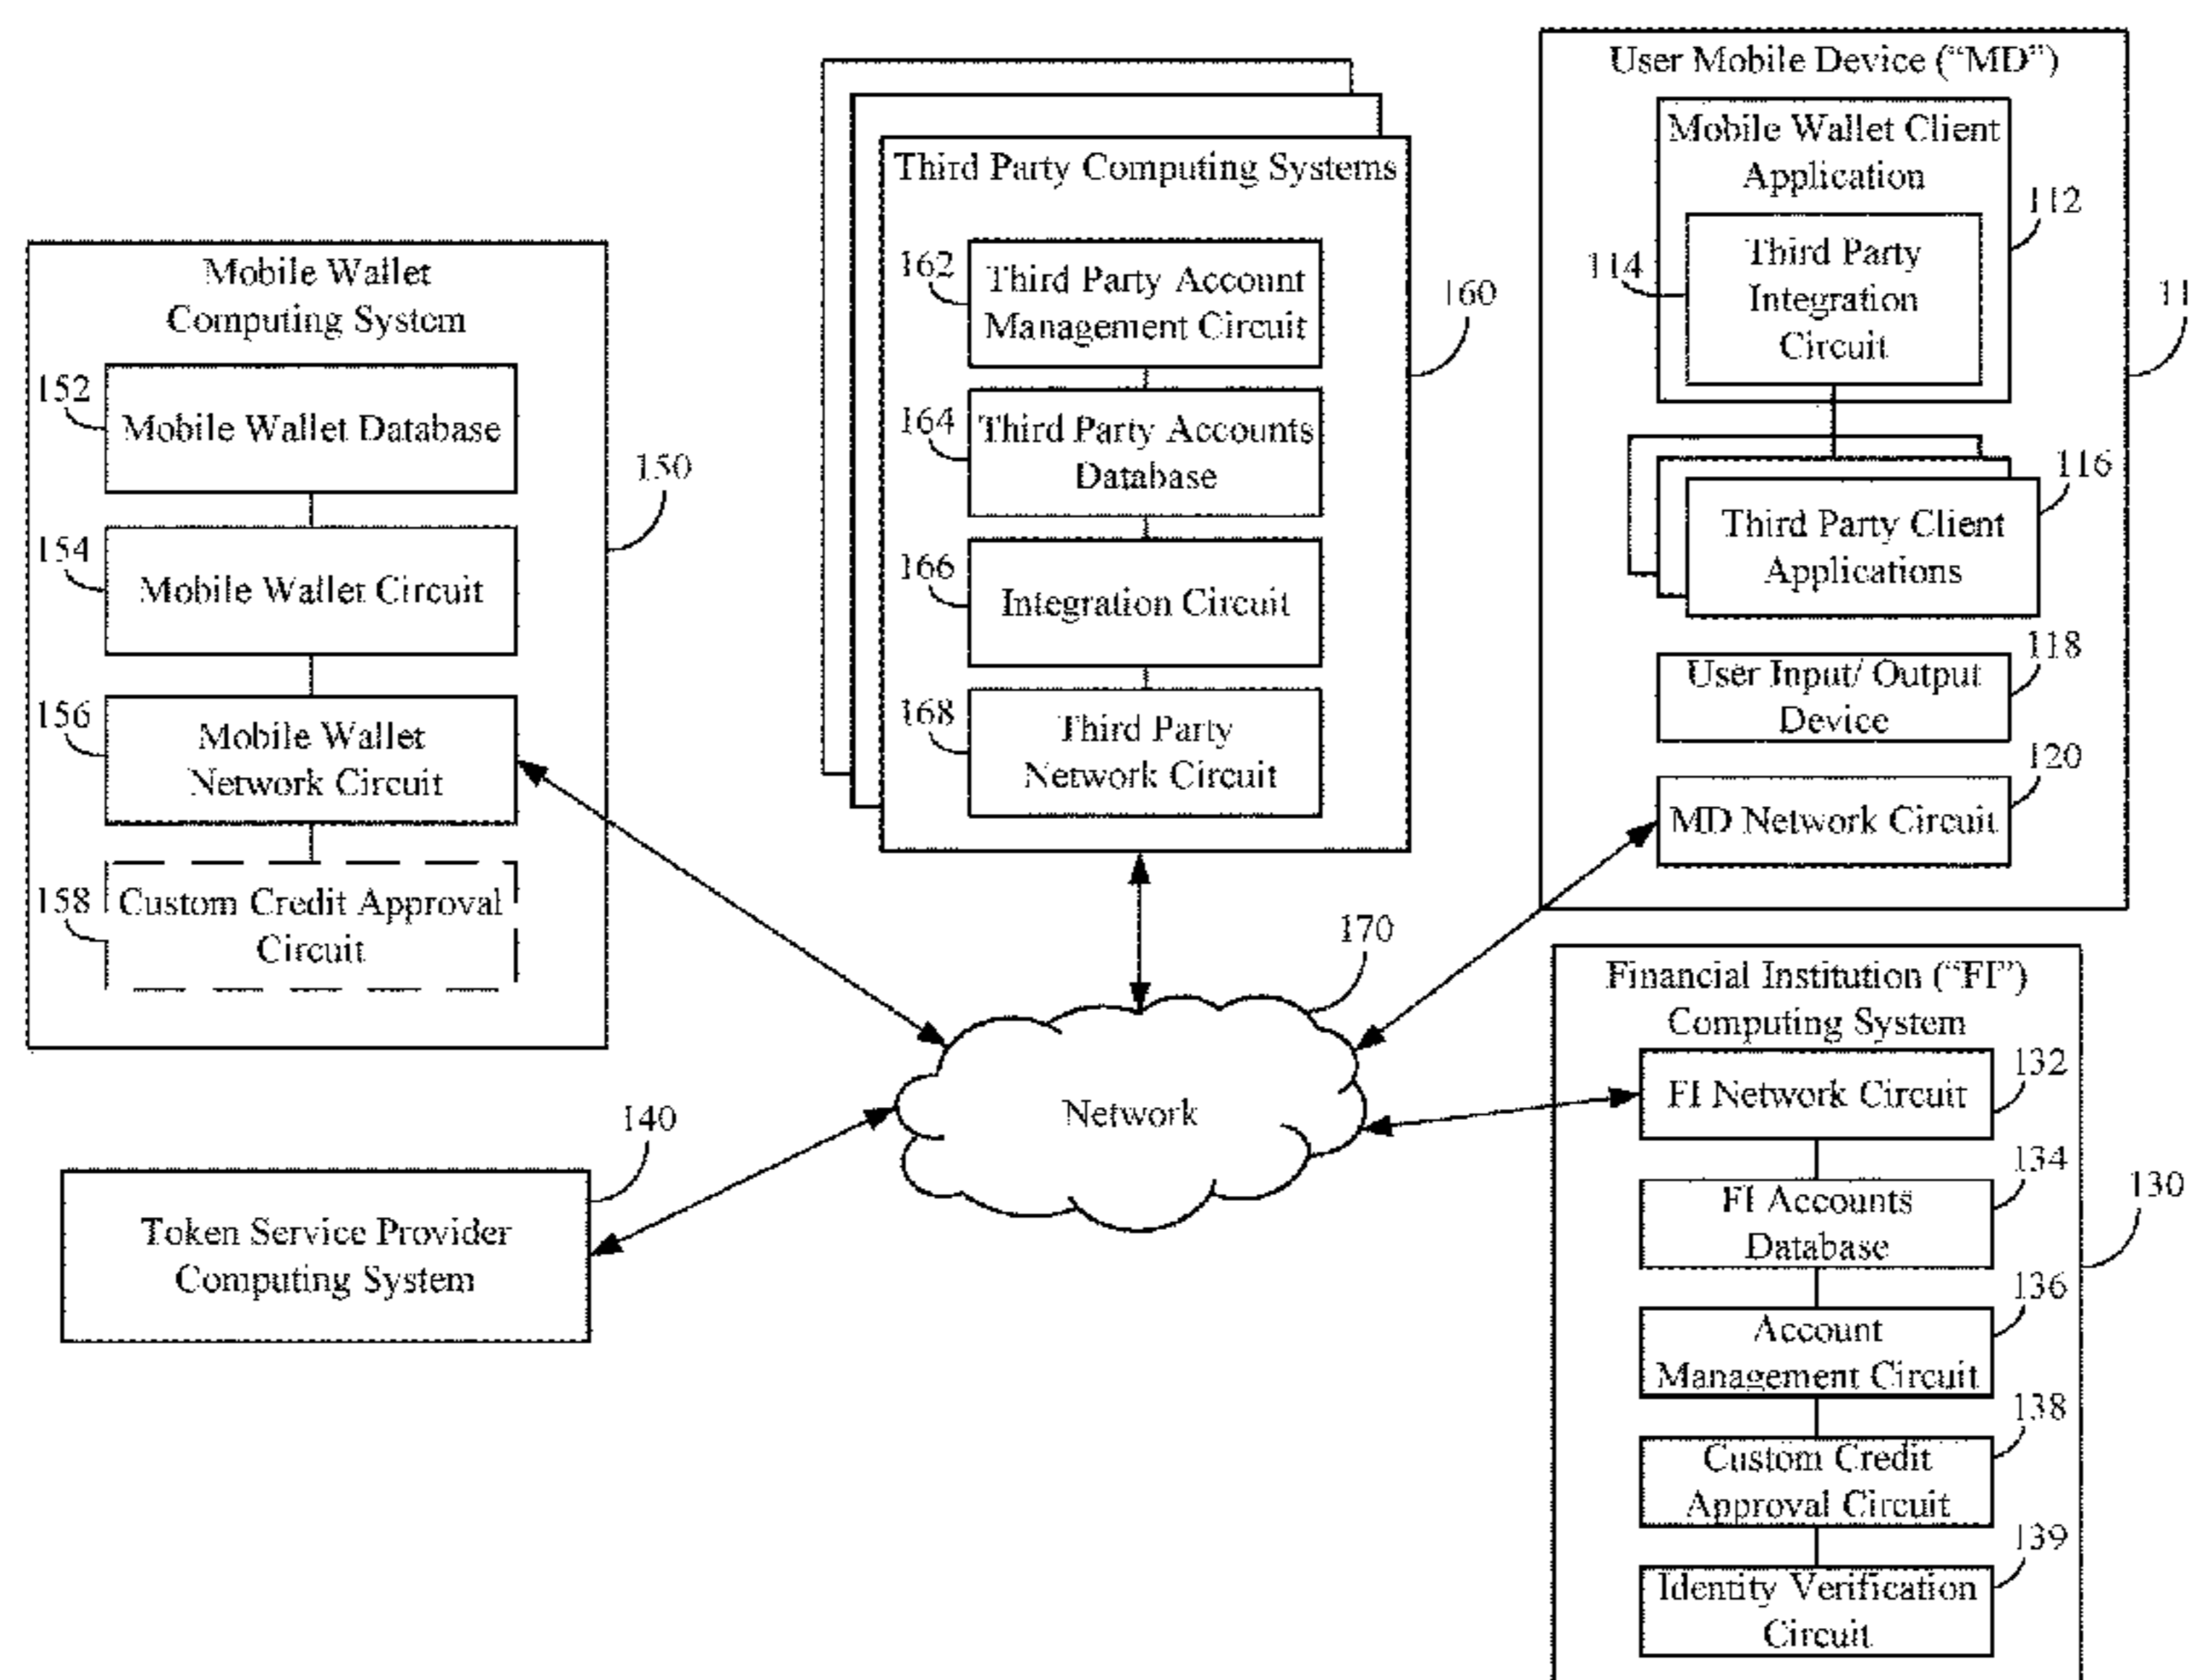 Mobile Wallet
Computing System
152
Mobile Wallet Database
154
Mobile Wallet Circuit
156
Mobile Wallet
Network Circuit
158
Custom Credit Approval
Circuit
150
Third Party Computing Systems
162
Third Party Account
Management Circuit
164
Third Party Accounts
Database
166
Integration Circuit
168
Third Party
Network Circuit
160
User Mobile Device (“MD”)
Mobile Wallet Client
Application
112
114
Third Party
Integration
Circuit
11
116
Third Party Client
Applications
118
User Input/ Output
Device
120
MD Network Circuit
170
Network
140
Token Service Provider
Computing System
Financial Institution (“FI”)
Computing System
132
FI Network Circuit
134
FI Accounts
Database
130
136
Account
Management Circuit
138
Custom Credit
Approval Circuit
139
Identity Verification
Circuit